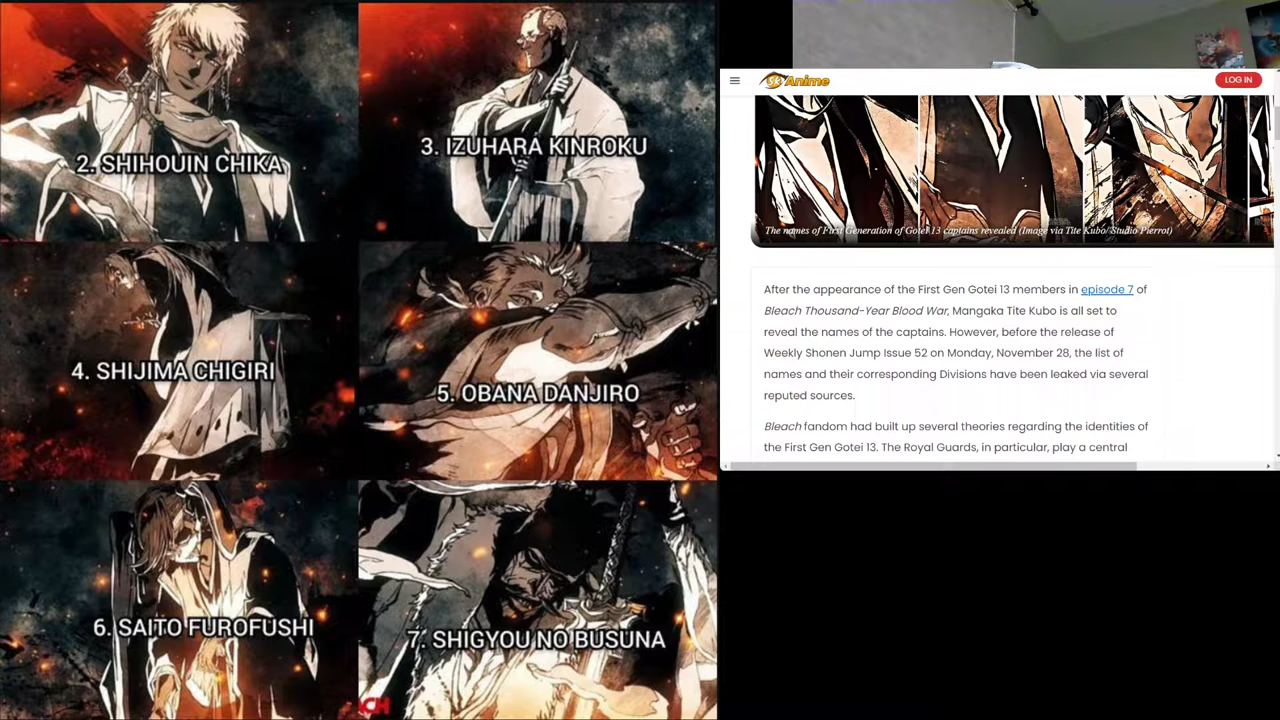 2. SHIHOUIN CHIKA
3. IZUHARA KINROKU
4. SHIJIMA CHIGIRI
5. OBANA DANJIRO
6. SAITO FUROFUSHI
7. SHIGYOU NO BUSUNA
CH
SK Anime
LOG IN
The names of First Generation of Gotei 13 captains revealed (Image via Tite Kubo/ Studio Pierrot)
After the appearance of the First Gen Gotei 13 members in episode 7 of
Bleach Thousand-Year Blood War, Mangaka Tite Kubo is all set to
reveal the names of the captains. However, before the release of
Weekly Shonen Jump Issue 52 on Monday, November 28, the list of
names and their corresponding Divisions have been leaked via several
reputed sources.
Bleach fandom had built up several theories regarding the identities of
the First Gen Gotei 13. The Royal Guards, in particular, play a central